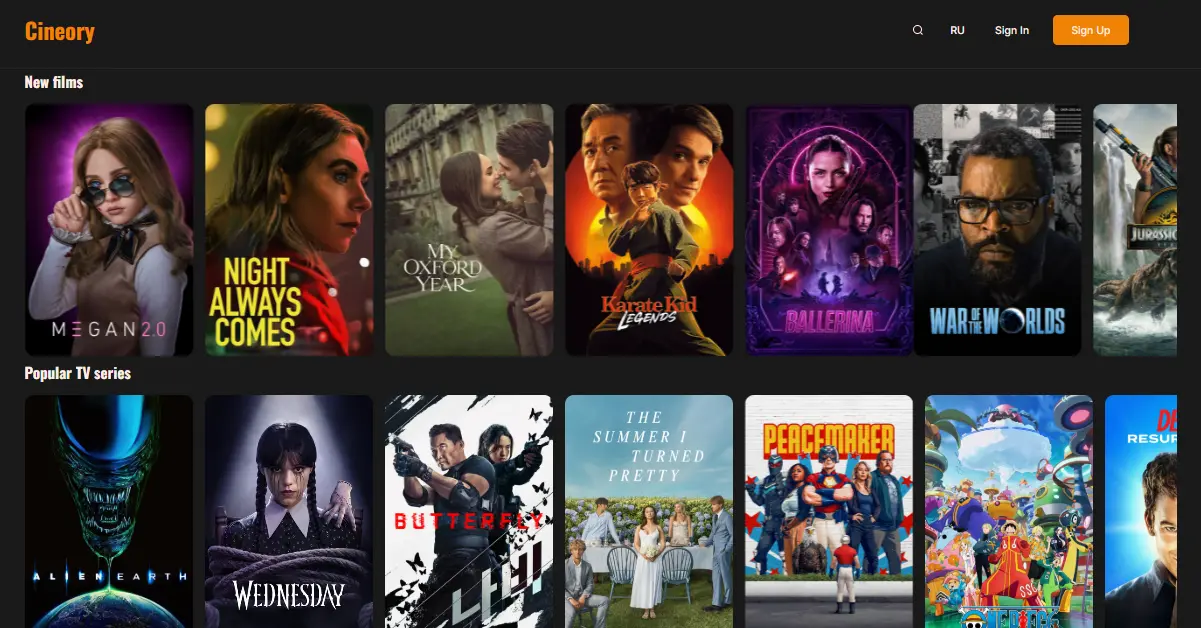 Cineory
RU
Sign In
Sign Up
New films
MEGAN 2.0
NIGHT
ALWAYS
COMES
MY
OXFORD
YEAR
Karate Kid
LEGENDS
BALLERINA
WAR OF THE WORLDS
JURASSIC
Popular TV series
ALIEN EARTH
WEDNESDAY
BUTTERFLY
THE
SUMMER I
TURNED
PRETTY
PEACEMAKER
ONE PIECE
DE
RESUR